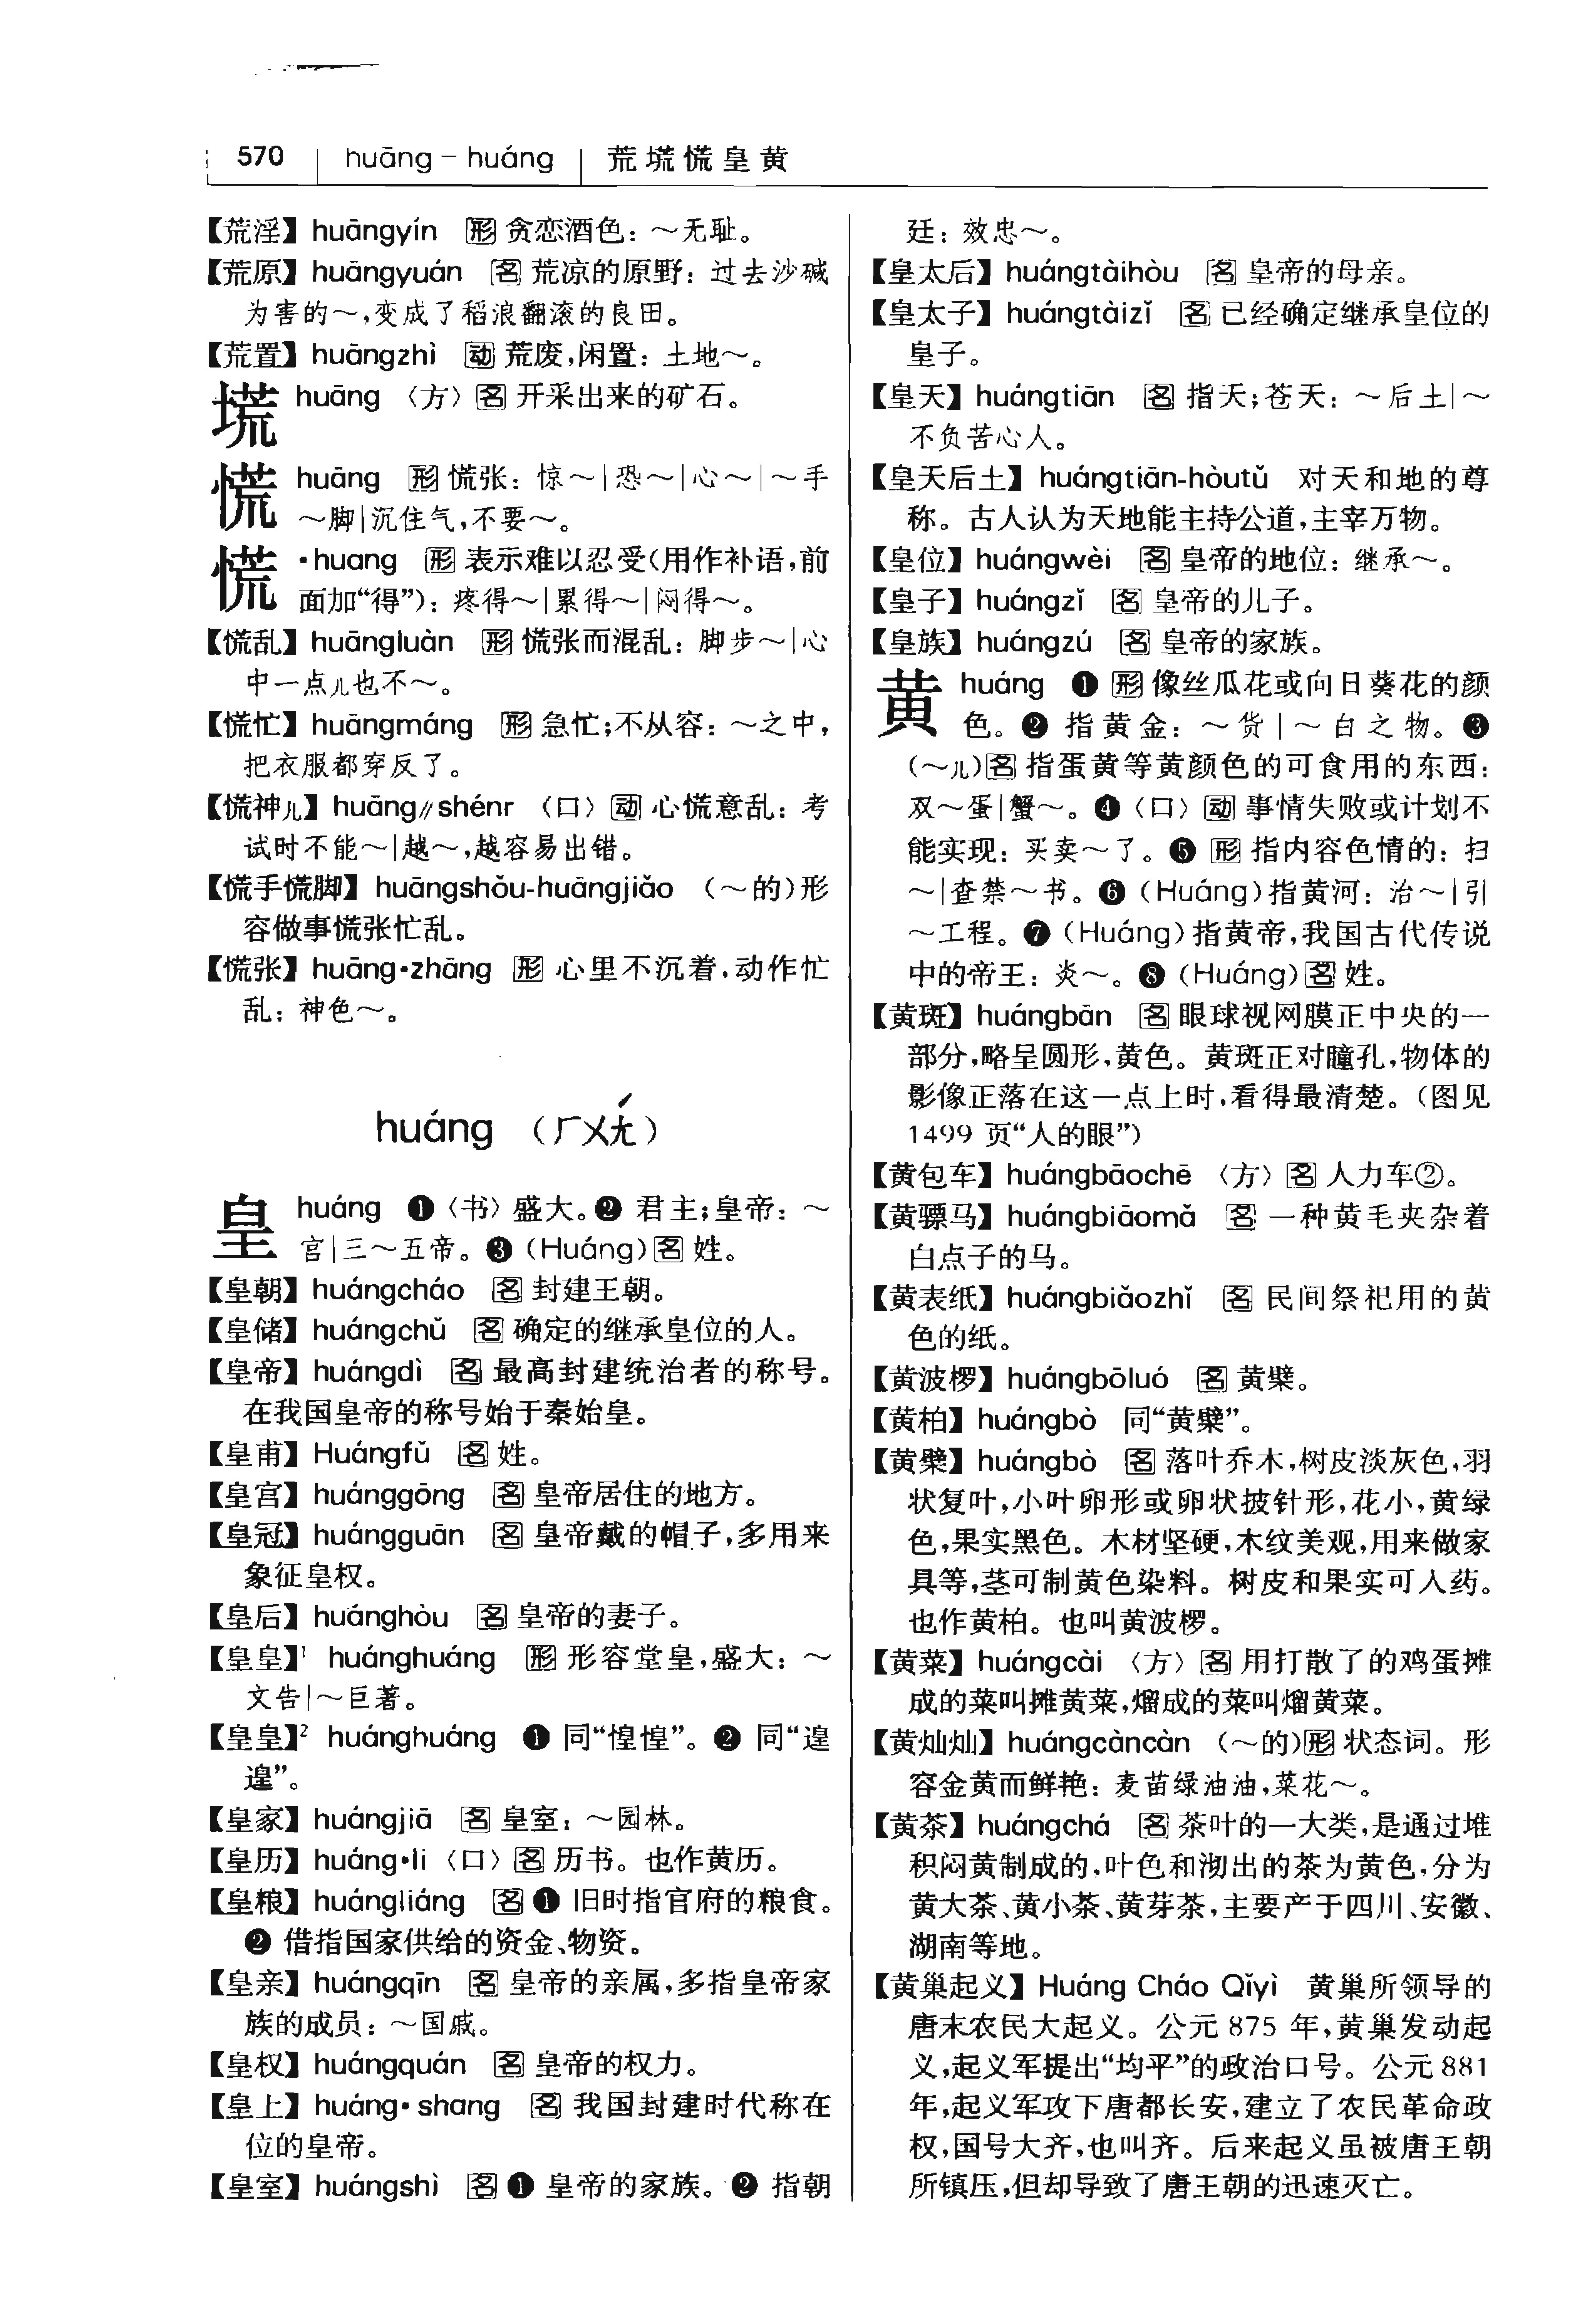 570 huāng – huáng 荒㡆慌皇黄
【荒淫】huāngyín 形 贪恋酒色：～无耻。
【荒原】huāngyuán 名 荒凉的原野：过去沙碱
为害的～，变成了稻浪翻滚的良田。
【荒置】huāngzhì 动 荒废，闲置：土地～。
塃 huāng 〈方〉名 开采出来的矿石。
慌 huāng 形 慌张：惊～|恐～|心～|～手
～脚|沉住气，不要～。
慌 ·huang 形 表示难以忍受（用作补语，前
面加“得”）：疼得～|累得～|闷得～。
【慌乱】huāngluàn 形 慌张而混乱：脚步～|心
中一点儿也不～。
【慌忙】huāngmáng 形 急忙；不从容：～之中，
把衣服都穿反了。
【慌神儿】huāng//shénr 〈口〉动 心慌意乱：考
试时不能～|越～，越容易出错。
【慌手慌脚】huāngshǒu-huāngjiǎo （～的）形
容做事慌张忙乱。
【慌张】huāng·zhāng 形 心里不沉着，动作忙
乱：神色～。
huáng （ㄏㄨㄤˊ）
皇 huáng ❶〈书〉盛大。❷ 君主；皇帝：～
宫|三～五帝。❸（Huáng）名 姓。
【皇朝】huángcháo 名 封建王朝。
【皇储】huángchǔ 名 确定的继承皇位的人。
【皇帝】huángdì 名 最高封建统治者的称号。
在我国皇帝的称号始于秦始皇。
【皇甫】Huángfǔ 名 姓。
【皇宫】huánggōng 名 皇帝居住的地方。
【皇冠】huángguān 名 皇帝戴的帽子，多用来
象征皇权。
【皇后】huánghòu 名 皇帝的妻子。
【皇皇】¹ huánghuáng 形 形容堂皇，盛大：～
文告|～巨著。
【皇皇】² huánghuáng ❶ 同“惶惶”。❷ 同“遑
遑”。
【皇家】huángjiā 名 皇室：～园林。
【皇历】huáng·li 〈口〉名 历书。也作黄历。
【皇粮】huángliáng 名 ❶ 旧时指官府的粮食。
❷ 借指国家供给的资金、物资。
【皇亲】huángqīn 名 皇帝的亲属，多指皇帝家
族的成员：～国戚。
【皇权】huángquán 名 皇帝的权力。
【皇上】huáng·shang 名 我国封建时代称在
位的皇帝。
【皇室】huángshì 名 ❶ 皇帝的家族。❷ 指朝
廷：效忠～。
【皇太后】huángtàihòu 名 皇帝的母亲。
【皇太子】huángtàizǐ 名 已经确定继承皇位的
皇子。
【皇天】huángtiān 名 指天；苍天：～后土|～
不负苦心人。
【皇天后土】huángtiān-hòutǔ 对天和地的尊
称。古人认为天地能主持公道，主宰万物。
【皇位】huángwèi 名 皇帝的地位：继承～。
【皇子】huángzǐ 名 皇帝的儿子。
【皇族】huángzú 名 皇帝的家族。
黄 huáng ❶ 形 像丝瓜花或向日葵花的颜
色。❷ 指黄金：～货|～白之物。❸
（～儿）名 指蛋黄等黄颜色的可食用的东西：
双～蛋|蟹～。❹〈口〉动 事情失败或计划不
能实现：买卖～了。❺ 形 指内容色情的：扫
～|查禁～书。❻（Huáng）指黄河：治～|引
～工程。❼（Huáng）指黄帝，我国古代传说
中的帝王：炎～。❽（Huáng）名 姓。
【黄斑】huángbān 名 眼球视网膜正中央的一
部分，略呈圆形，黄色。黄斑正对瞳孔，物体的
影像正落在这一点上时，看得最清楚。（图见
1499 页“人的眼”）
【黄包车】huángbāochē 〈方〉名 人力车②。
【黄骠马】huángbiāomǎ 名 一种黄毛夹杂着
白点子的马。
【黄表纸】huángbiǎozhǐ 名 民间祭祀用的黄
色的纸。
【黄波椤】huángbōluó 名 黄檗。
【黄柏】huángbò 同“黄檗”。
【黄檗】huángbò 名 落叶乔木，树皮淡灰色，羽
状复叶，小叶卵形或卵状披针形，花小，黄绿
色，果实黑色。木材坚硬，木纹美观，用来做家
具等，茎可制黄色染料。树皮和果实可入药。
也作黄柏。也叫黄波椤。
【黄菜】huángcài 〈方〉名 用打散了的鸡蛋摊
成的菜叫摊黄菜，熘成的菜叫熘黄菜。
【黄灿灿】huángcàncàn （～的）形 状态词。形
容金黄而鲜艳：麦苗绿油油，菜花～。
【黄茶】huángchá 名 茶叶的一大类，是通过堆
积闷黄制成的，叶色和沏出的茶为黄色，分为
黄大茶、黄小茶、黄芽茶，主要产于四川、安徽、
湖南等地。
【黄巢起义】Huáng Cháo Qǐyì 黄巢所领导的
唐末农民大起义。公元 875 年，黄巢发动起
义，起义军提出“均平”的政治口号。公元 881
年，起义军攻下唐都长安，建立了农民革命政
权，国号大齐，也叫齐。后来起义虽被唐王朝
所镇压，但却导致了唐王朝的迅速灭亡。